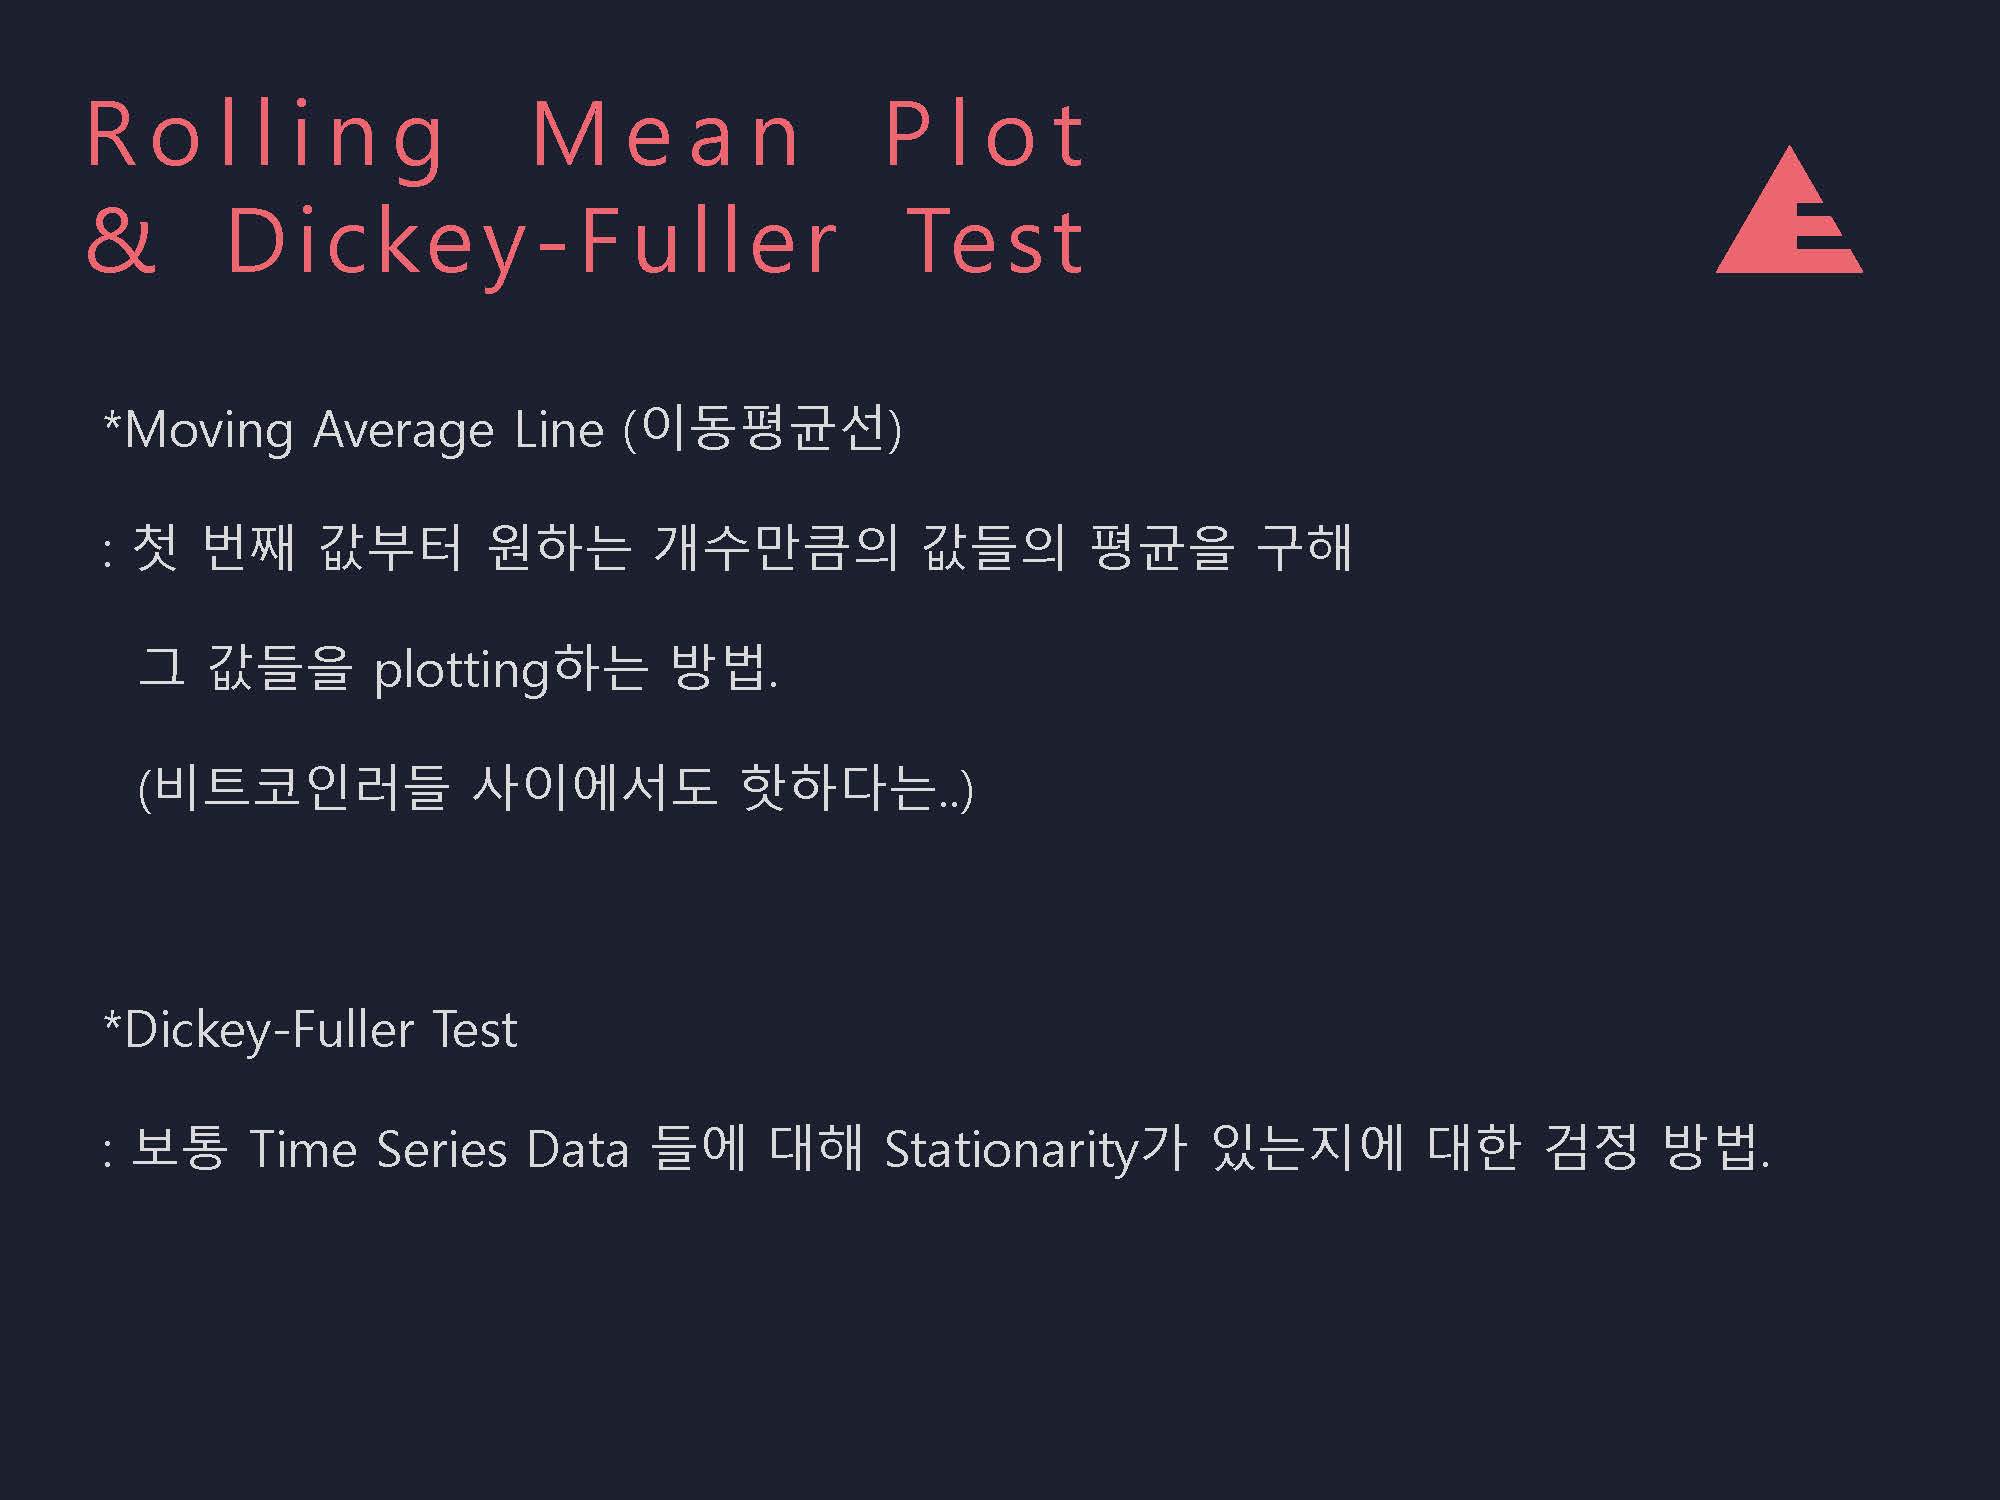 Rolling Mean Plot
& Dickey-Fuller Test
*Moving Average Line (이동평균선)
: 첫 번째 값부터 원하는 개수만큼의 값들의 평균을 구해
그 값들을 plotting하는 방법.
(비트코인러들 사이에서도 핫하다는..)
*Dickey-Fuller Test
: 보통 Time Series Data 들에 대해 Stationarity가 있는지에 대한 검정 방법.